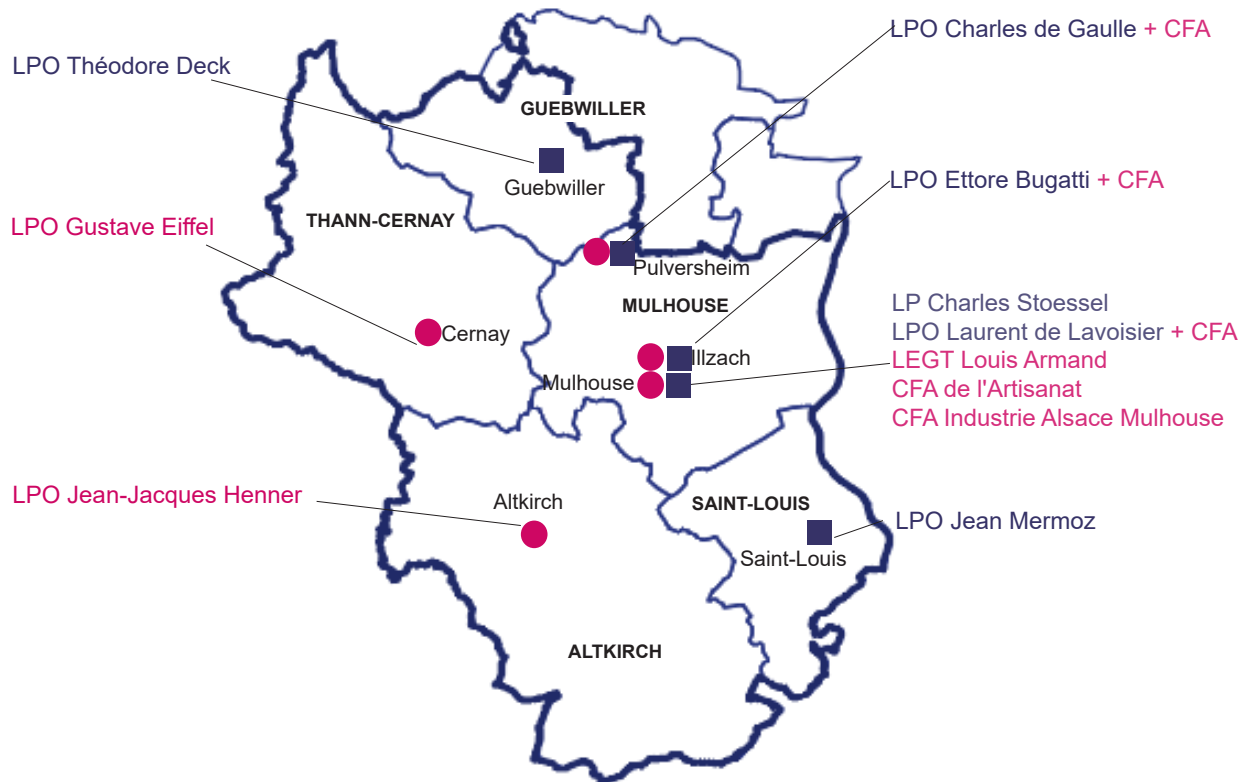 LPO Charles de Gaulle + CFA
LPO Théodore Deck
GUEBWILLER
Guebwiller
LPO Ettore Bugatti + CFA
THANN-CERNAY
LPO Gustave Eiffel
Pulversheim
MULHOUSE
LP Charles Stoessel
LPO Laurent de Lavoisier + CFA
LEGT Louis Armand
CFA de l'Artisanat
CFA Industrie Alsace Mulhouse
Cernay
Illzach
Mulhouse
LPO Jean-Jacques Henner
Altkirch
SAINT-LOUIS
LPO Jean Mermoz
Saint-Louis
ALTKIRCH